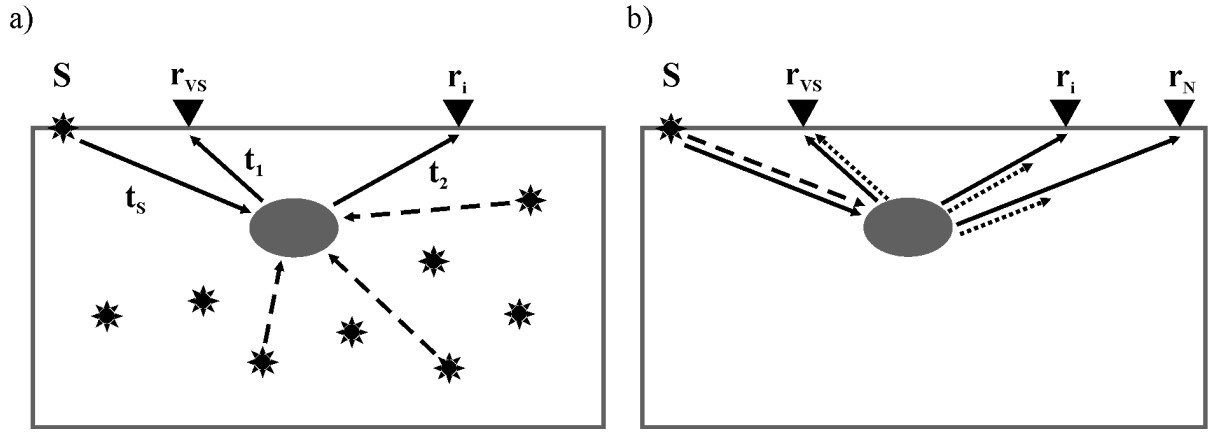 a)
S r_VS r_i
t_1
t_S t_2
b)
S r_VS r_i r_N